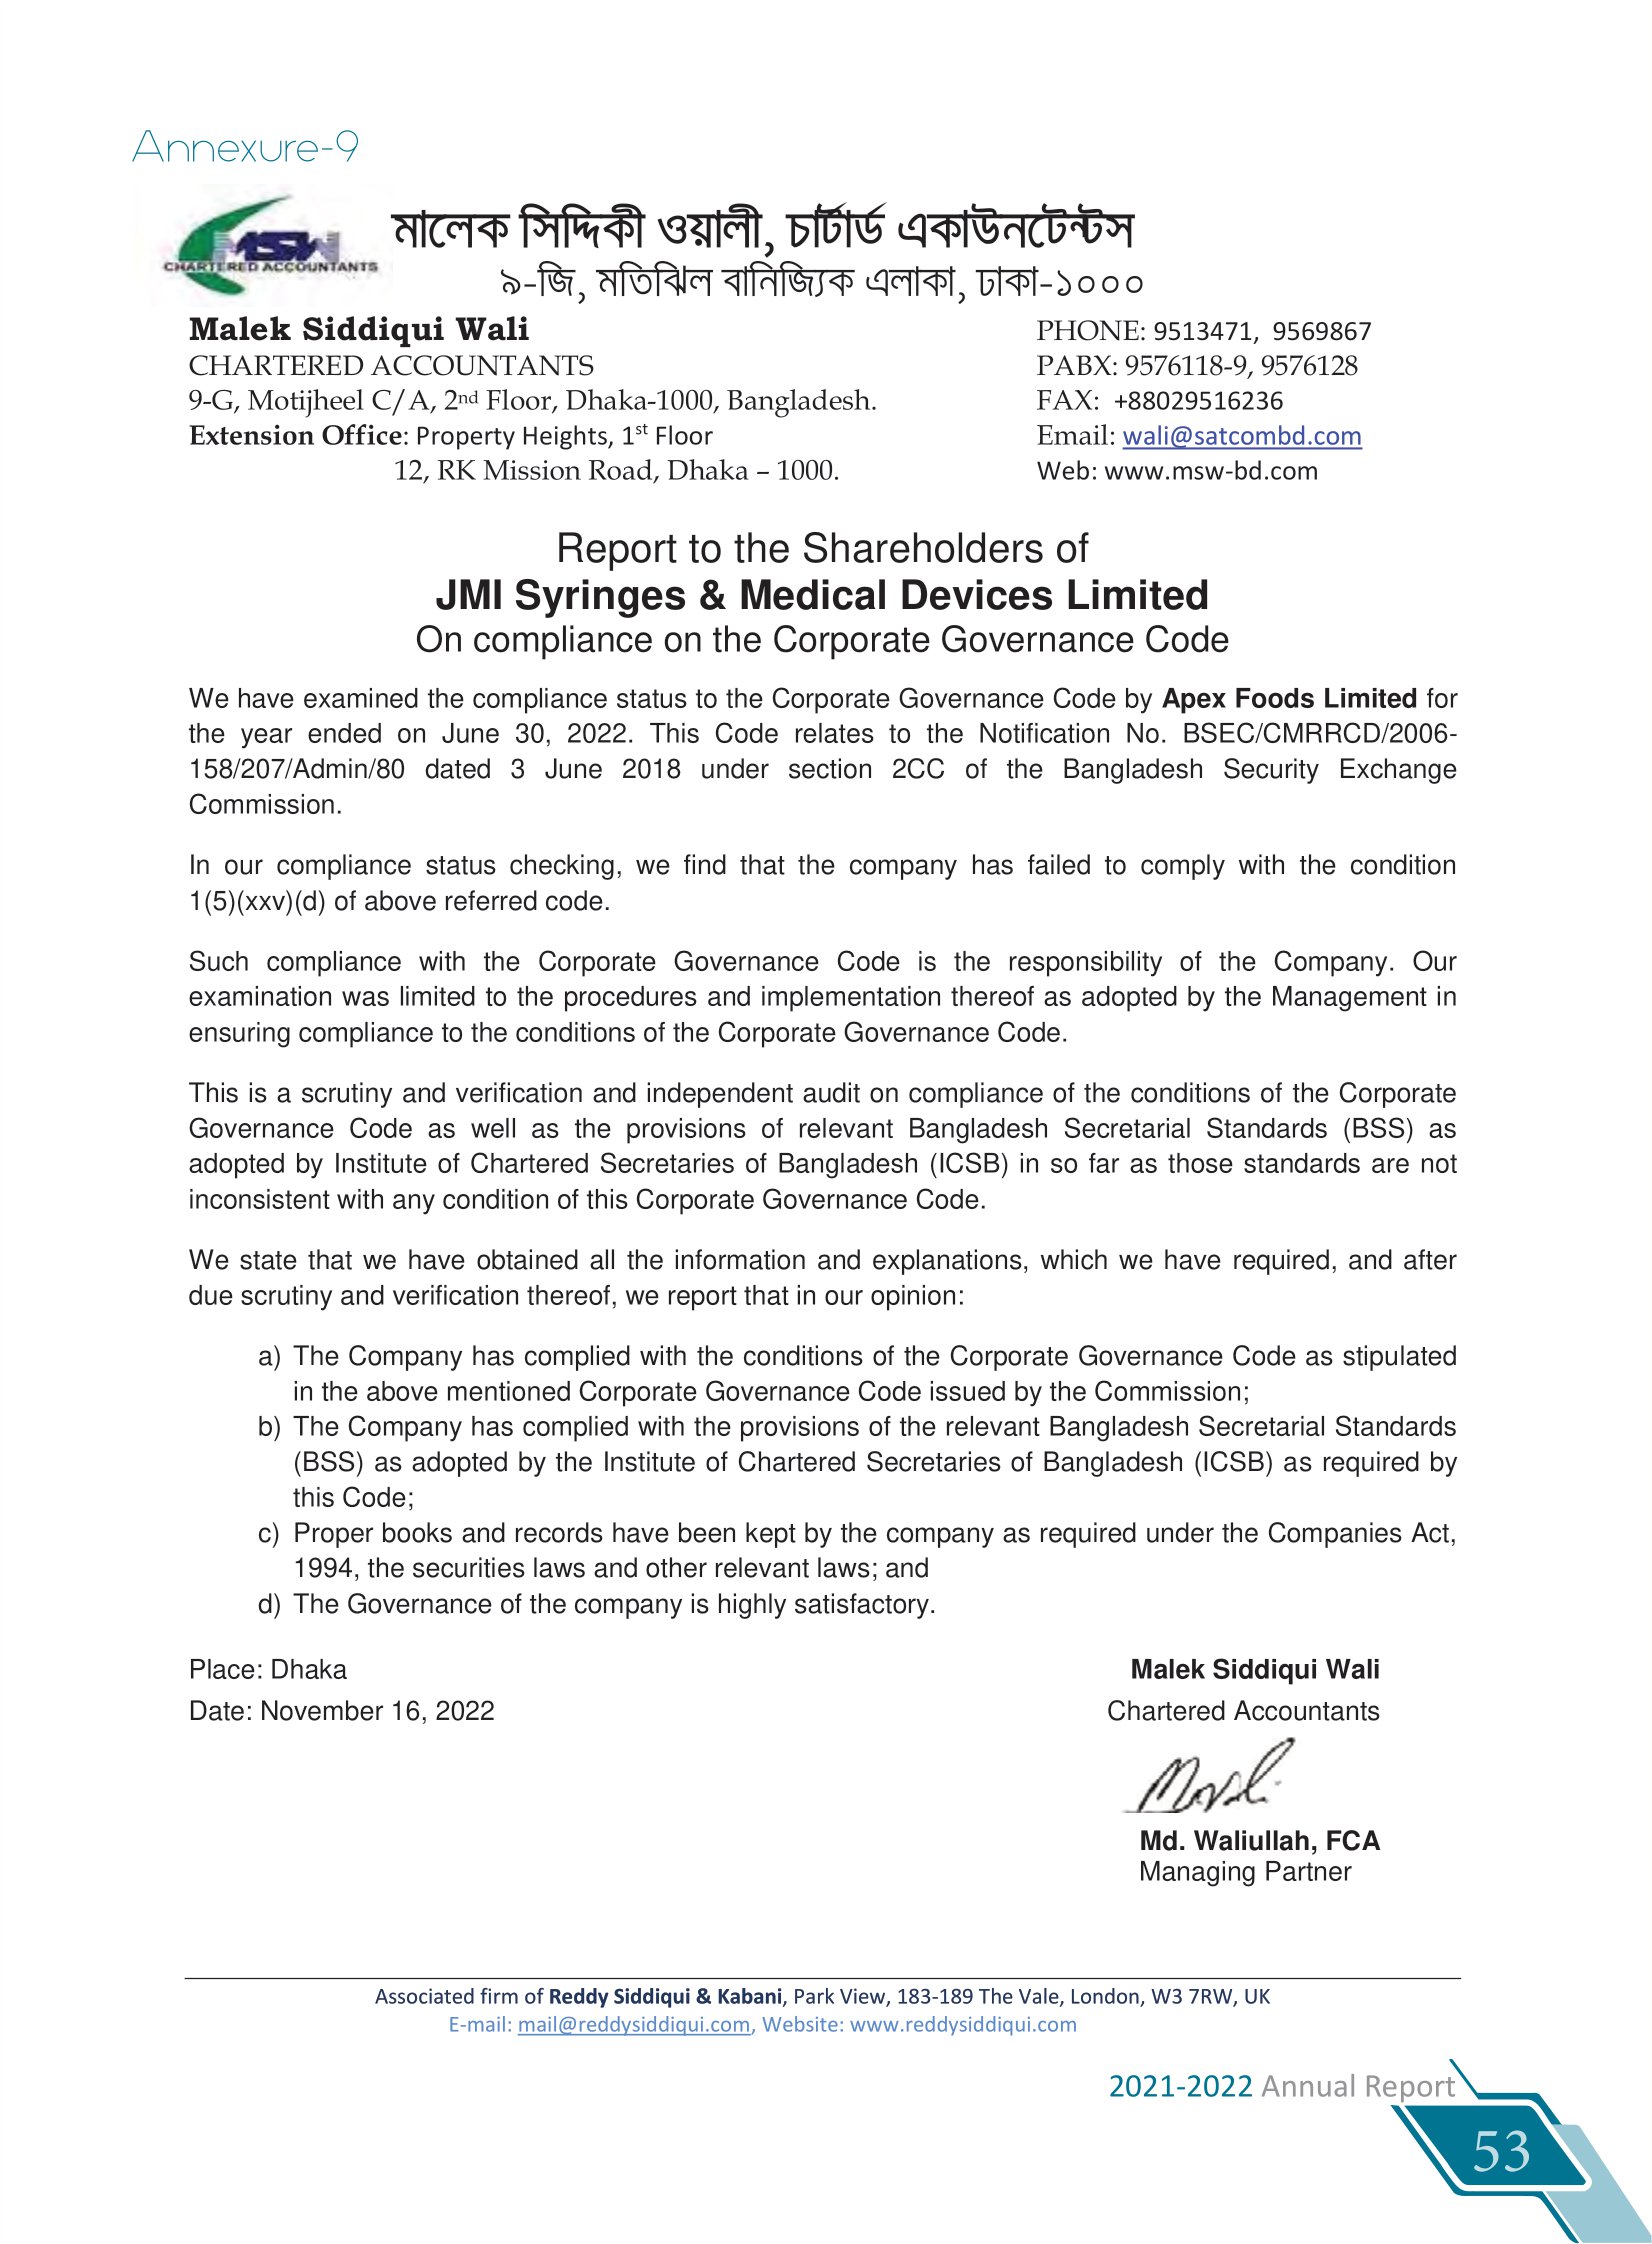 Annexure-9
MSW
CHARTERED ACCOUNTANTS
মালেক সিদ্দিকী ওয়ালী, চার্টার্ড একাউনটেন্টস
৯-জি, মতিঝিল বানিজ্যিক এলাকা, ঢাকা-১০০০
Malek Siddiqui Wali
CHARTERED ACCOUNTANTS
9-G, Motijheel C/A, 2nd Floor, Dhaka-1000, Bangladesh.
Extension Office: Property Heights, 1st Floor
12, RK Mission Road, Dhaka – 1000.
PHONE: 9513471, 9569867
PABX: 9576118-9, 9576128
FAX: +88029516236
Email: wali@satcombd.com
Web: www.msw-bd.com
Report to the Shareholders of
JMI Syringes & Medical Devices Limited
On compliance on the Corporate Governance Code
We have examined the compliance status to the Corporate Governance Code by Apex Foods Limited for
the year ended on June 30, 2022. This Code relates to the Notification No. BSEC/CMRRCD/2006-
158/207/Admin/80 dated 3 June 2018 under section 2CC of the Bangladesh Security Exchange
Commission.
In our compliance status checking, we find that the company has failed to comply with the condition
1(5)(xxv)(d) of above referred code.
Such compliance with the Corporate Governance Code is the responsibility of the Company. Our
examination was limited to the procedures and implementation thereof as adopted by the Management in
ensuring compliance to the conditions of the Corporate Governance Code.
This is a scrutiny and verification and independent audit on compliance of the conditions of the Corporate
Governance Code as well as the provisions of relevant Bangladesh Secretarial Standards (BSS) as
adopted by Institute of Chartered Secretaries of Bangladesh (ICSB) in so far as those standards are not
inconsistent with any condition of this Corporate Governance Code.
We state that we have obtained all the information and explanations, which we have required, and after
due scrutiny and verification thereof, we report that in our opinion:
a) The Company has complied with the conditions of the Corporate Governance Code as stipulated
in the above mentioned Corporate Governance Code issued by the Commission;
b) The Company has complied with the provisions of the relevant Bangladesh Secretarial Standards
(BSS) as adopted by the Institute of Chartered Secretaries of Bangladesh (ICSB) as required by
this Code;
c) Proper books and records have been kept by the company as required under the Companies Act,
1994, the securities laws and other relevant laws; and
d) The Governance of the company is highly satisfactory.
Place: Dhaka
Date: November 16, 2022
Malek Siddiqui Wali
Chartered Accountants
Md. Waliullah, FCA
Managing Partner
Associated firm of Reddy Siddiqui & Kabani, Park View, 183-189 The Vale, London, W3 7RW, UK
E-mail: mail@reddysiddiqui.com, Website: www.reddysiddiqui.com
2021-2022 Annual Report
53